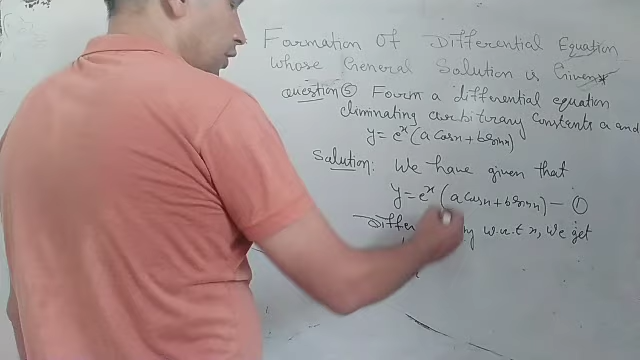 Formation Of Differential Equation
whose General Solution is Given*
Question ⑤ Form a differential equation
eliminating arbitrary constants a and
y = e^x (a cosx + b sinx)
Solution: We have given that
y = e^x (a cosx + b sinx) — ①
w.r.t x, we get